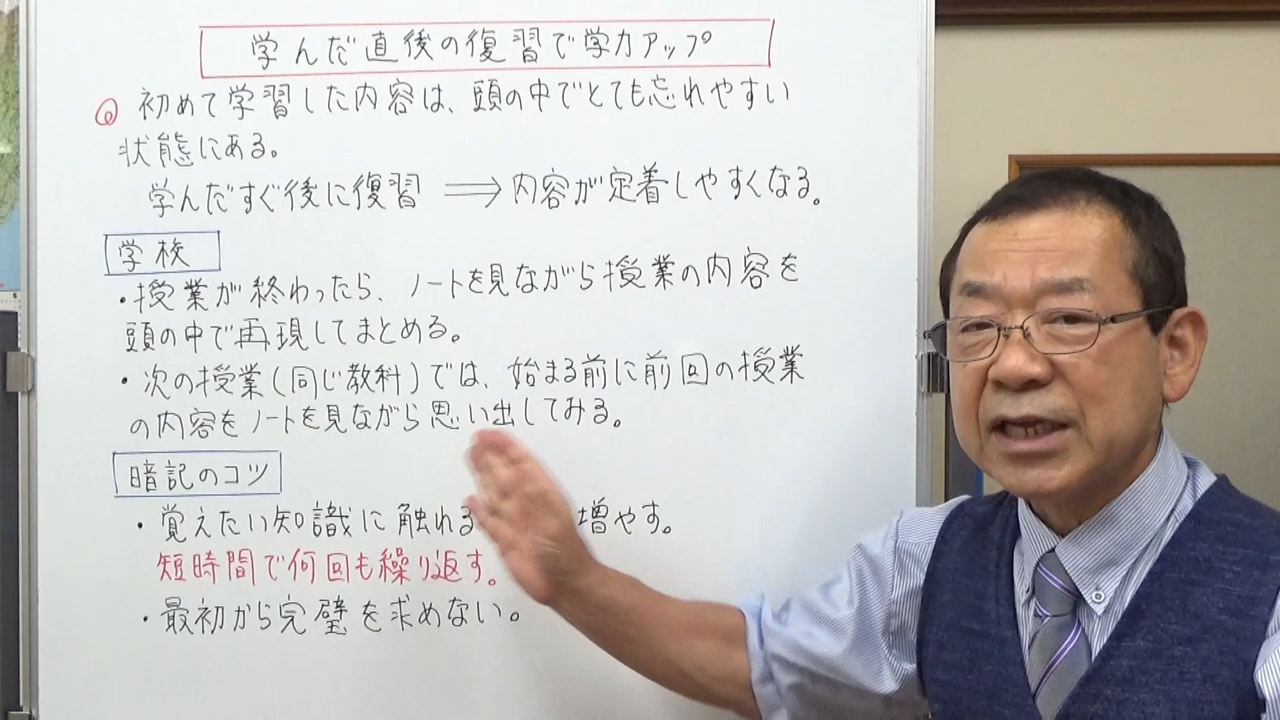 学んだ直後の復習で学力アップ
初めて学習した内容は、頭の中でとても忘れやすい
状態にある。
学んだすぐ後に復習 ⟹ 内容が定着しやすくなる。
学校
・授業が終わったら、ノートを見ながら授業の内容を
頭の中で再現してまとめる。
・次の授業(同じ教科)では、始まる前に前回の授業
の内容をノートを見ながら思い出してみる。
暗記のコツ
・覚えたい知識に触れる 増やす。
短時間で何回も繰り返す。
・最初から完璧を求めない。